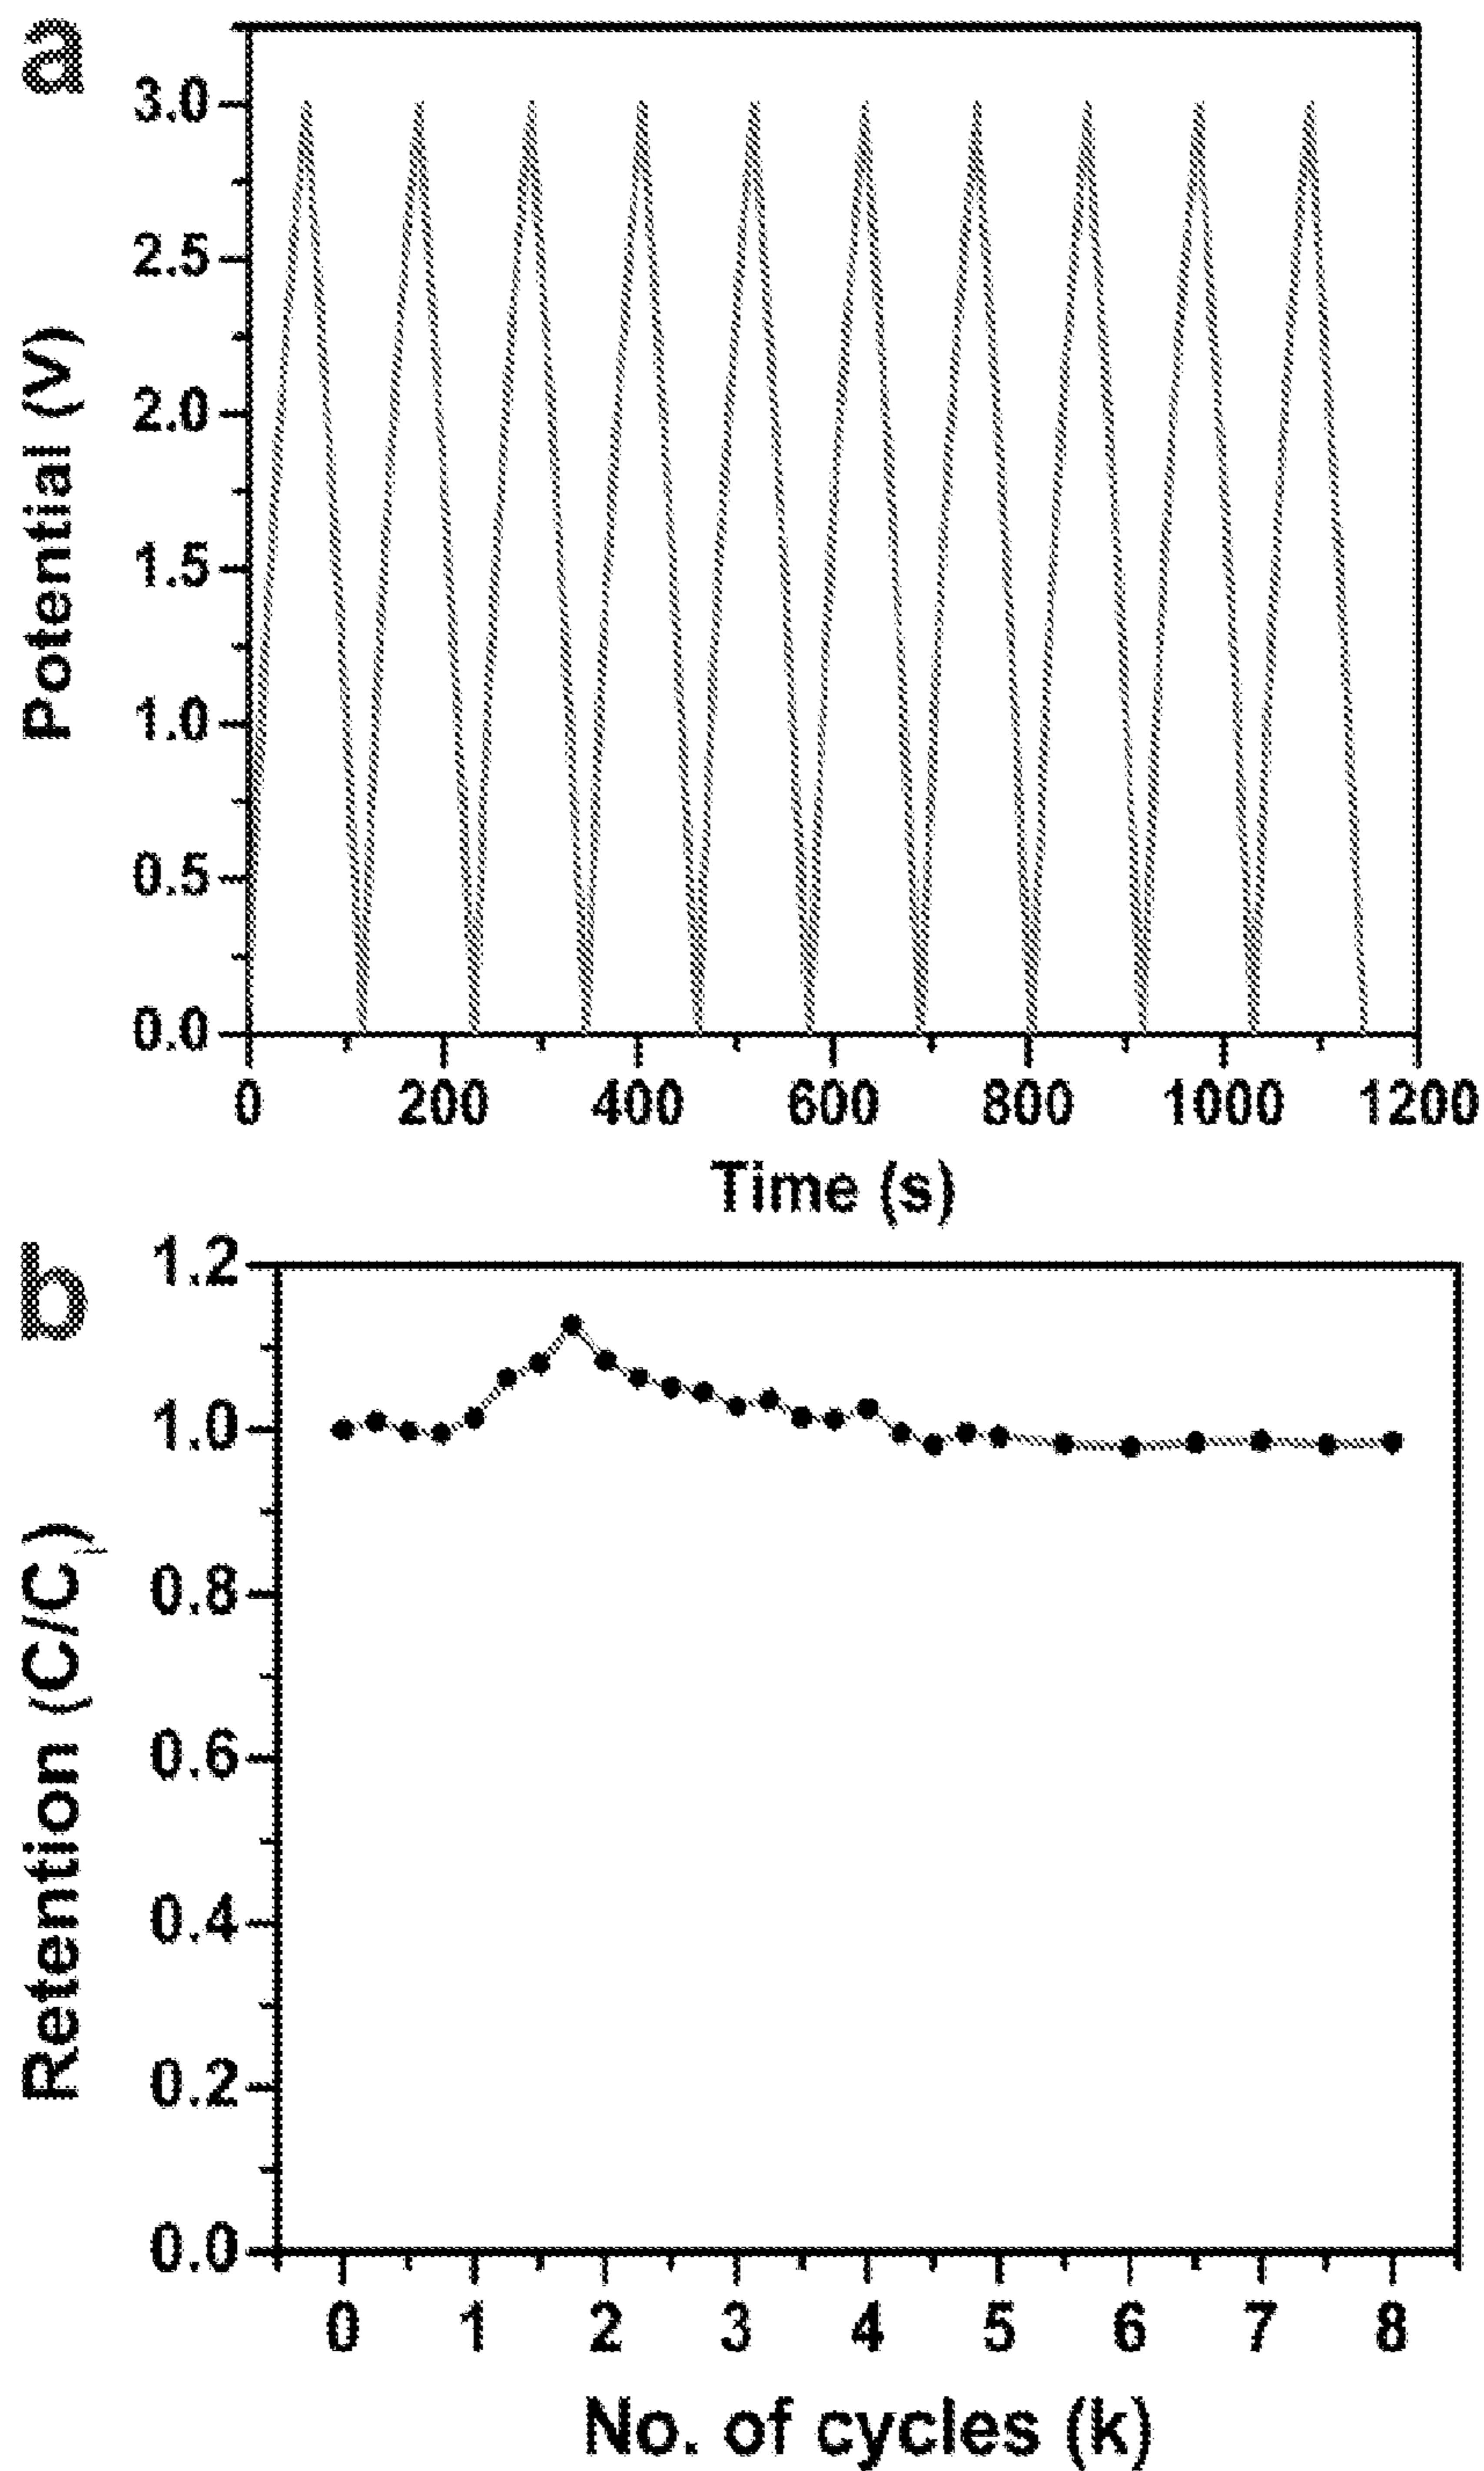 a
3.0
2.5
2.0
1.5
1.0
0.5
0.0
Potential (V)
0 200 400 600 800 1000 1200
Time (s)
b
1.2
1.0
0.8
0.6
0.4
0.2
0.0
Retention (C/Ci)
0 1 2 3 4 5 6 7 8
No. of cycles (k)